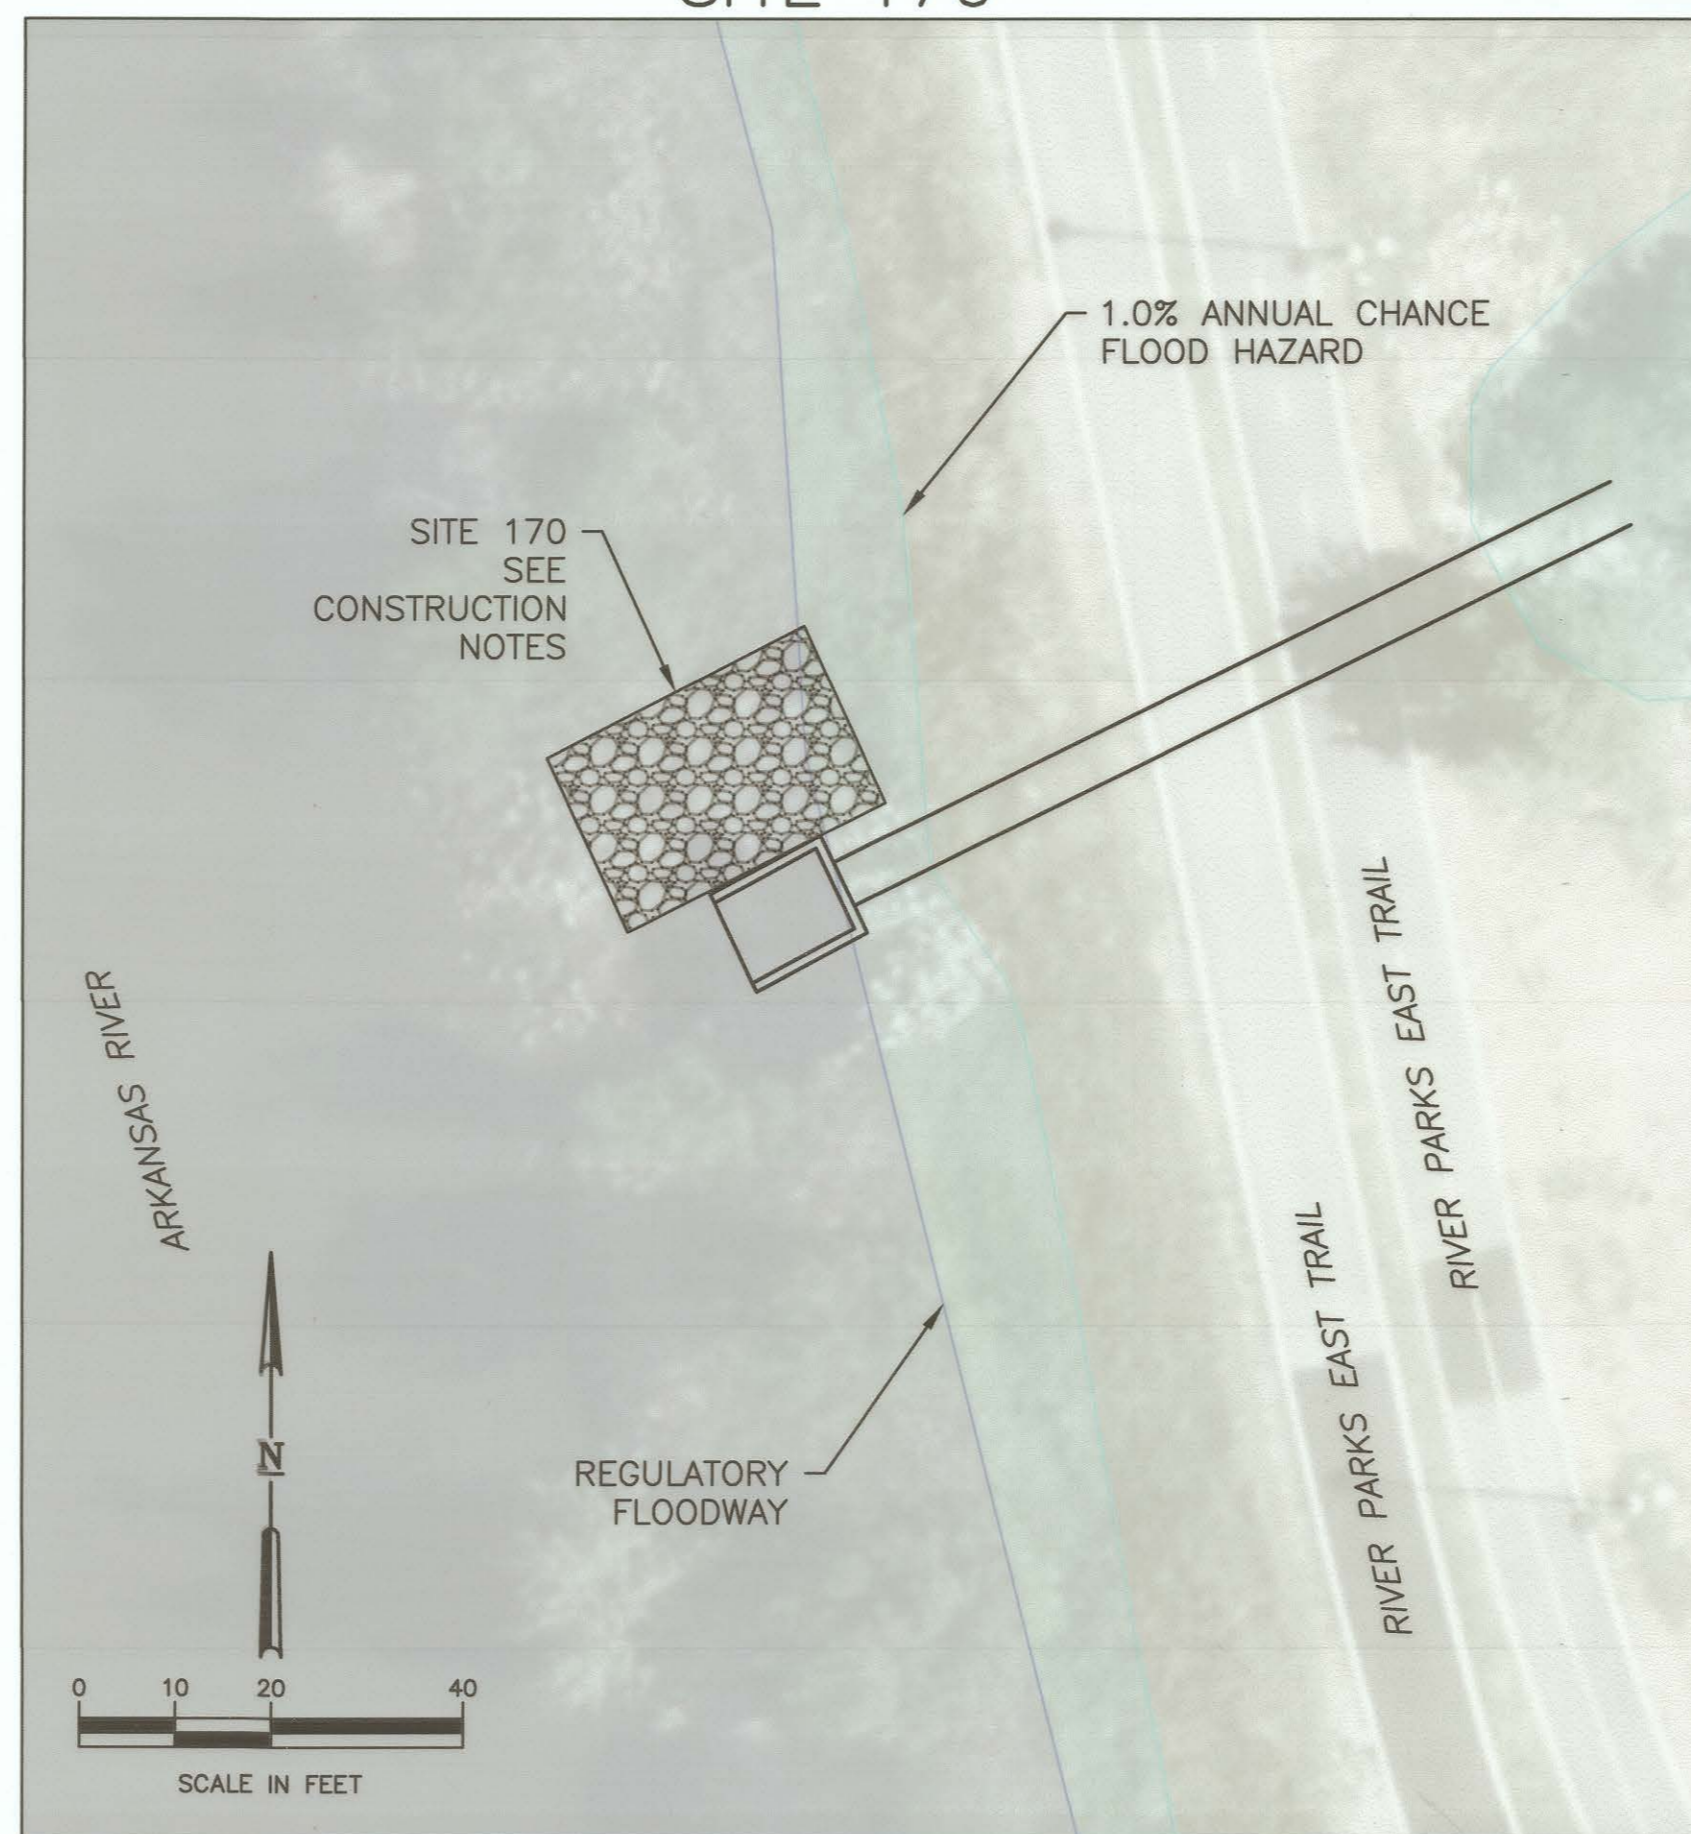 1.0% ANNUAL CHANCE
FLOOD HAZARD
SITE 170
SEE
CONSTRUCTION
NOTES
ARKANSAS RIVER
RIVER PARKS EAST TRAIL
RIVER PARKS EAST TRAIL
REGULATORY
FLOODWAY
N
0 10 20 40
SCALE IN FEET